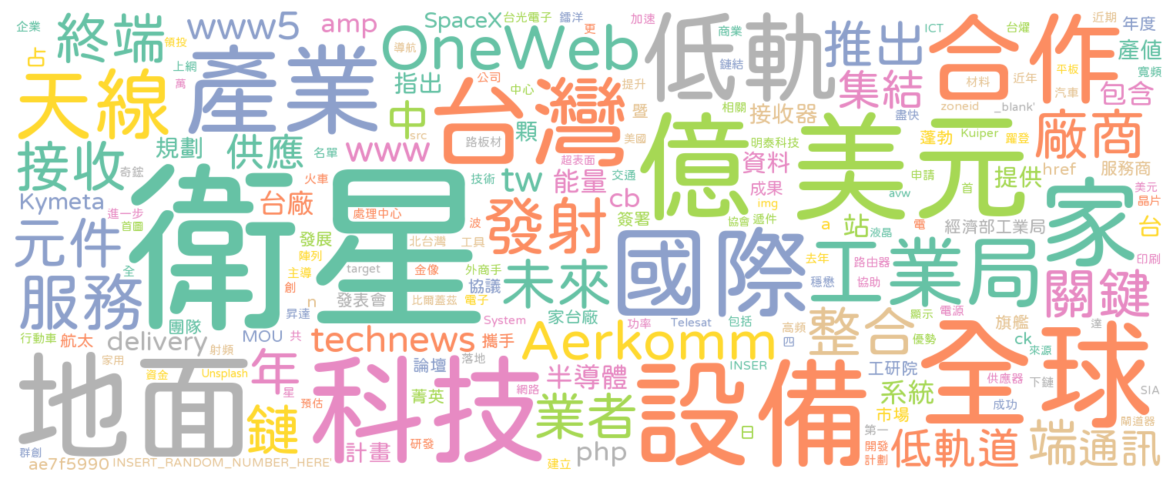 企業
終端
www5
amp
SpaceX
台光電子
鐳洋
更
加速
商業
ICT
台燿
近期
年度
占
領投
上網
萬
天線
產業
導航
指出
OneWeb
公司
中心
提升
低軌
鏈結
推出
集結
合作
材料
近年
平板
汽車
產值
寬頻
包含
中
src
台灣
路板材
顆
美國
暨
相關
接收器
zoneid
_blank'
盡快
接收
規劃
供應
名單
www
超表面
億
美元
明泰科技
蓬勃
Kuiper
羅登
廠商
href
服務商
奇鋐
火車
技術
tw
能量
cb
資料
成果
提供
美元
晶片
Kymeta
進一步
首圖
衛星
台廠
處理中心
發射
交通
簽署
img
協會
遞件
avw
申請
首
a
站
電
經濟部工業局
台
家
元件
發展
陣列
北台灣
工具
波
國際
去年
液晶
工業局
印刷
服務
全
主導
創
target
金像
外商手
協議
未來
穩懋
路由器
協助
關鍵
n
發表會
比爾蓋茲
電子
昇達
家台廠
功率
Telesat
包括
高頻
顯示
電源
優勢
旗艦
達
行動車
航太
團隊
delivery
MOU
共
technews
System
攜手
Aerkomm
四
整合
ck
來源
全球
地面
家用
射頻
資金
Unsplash
年
星
科技
論壇
落地
網路
半導體
INSER
設備
工研院
系統
供應器
下鏈
SIA
成功
鏈
預估
菁英
業者
市場
第一
閘道器
群創
ae7f5990
INSERT_RANDOM_NUMBER_HERE'
計畫
研發
建立
php
日
開發
計劃
低軌道
端通訊